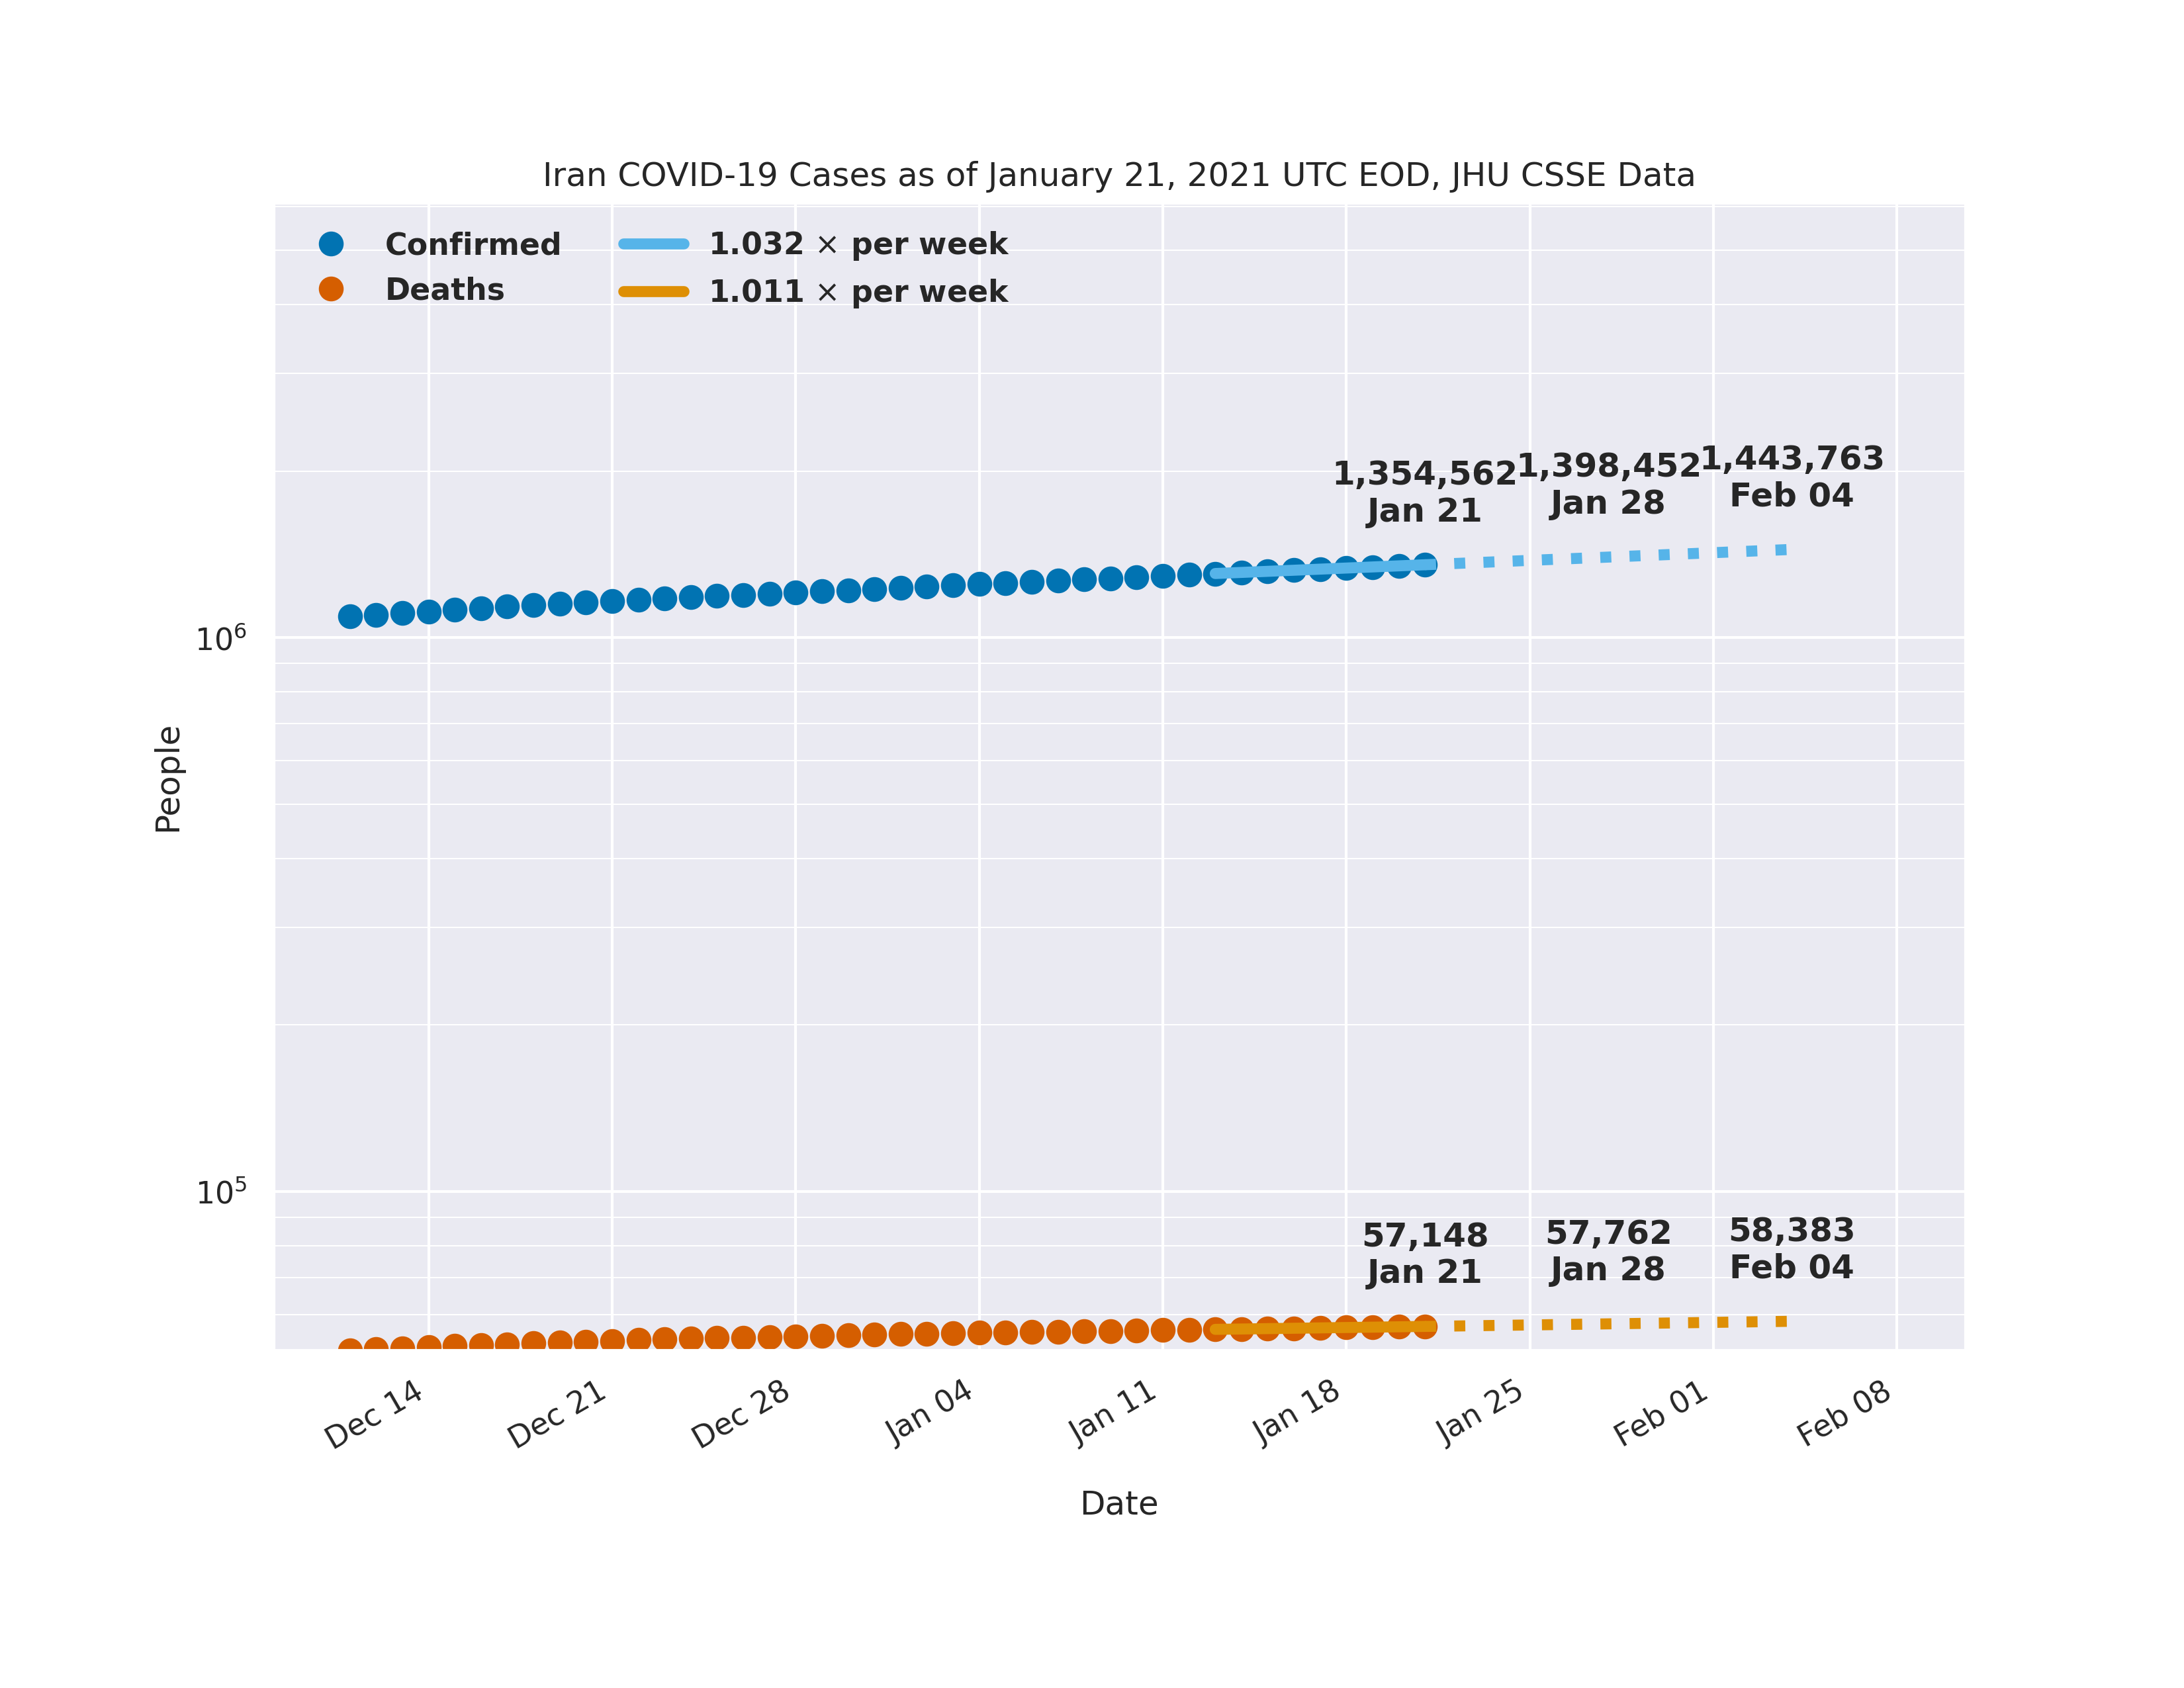 Iran COVID-19 Cases as of January 21, 2021 UTC EOD, JHU CSSE Data
Confirmed
Deaths
1.032 × per week
1.011 × per week
1,354,562
Jan 21
1,398,452
Jan 28
1,443,763
Feb 04
10⁶
People
10⁵
57,148
Jan 21
57,762
Jan 28
58,383
Feb 04
Dec 14
Dec 21
Dec 28
Jan 04
Jan 11
Jan 18
Jan 25
Feb 01
Feb 08
Date